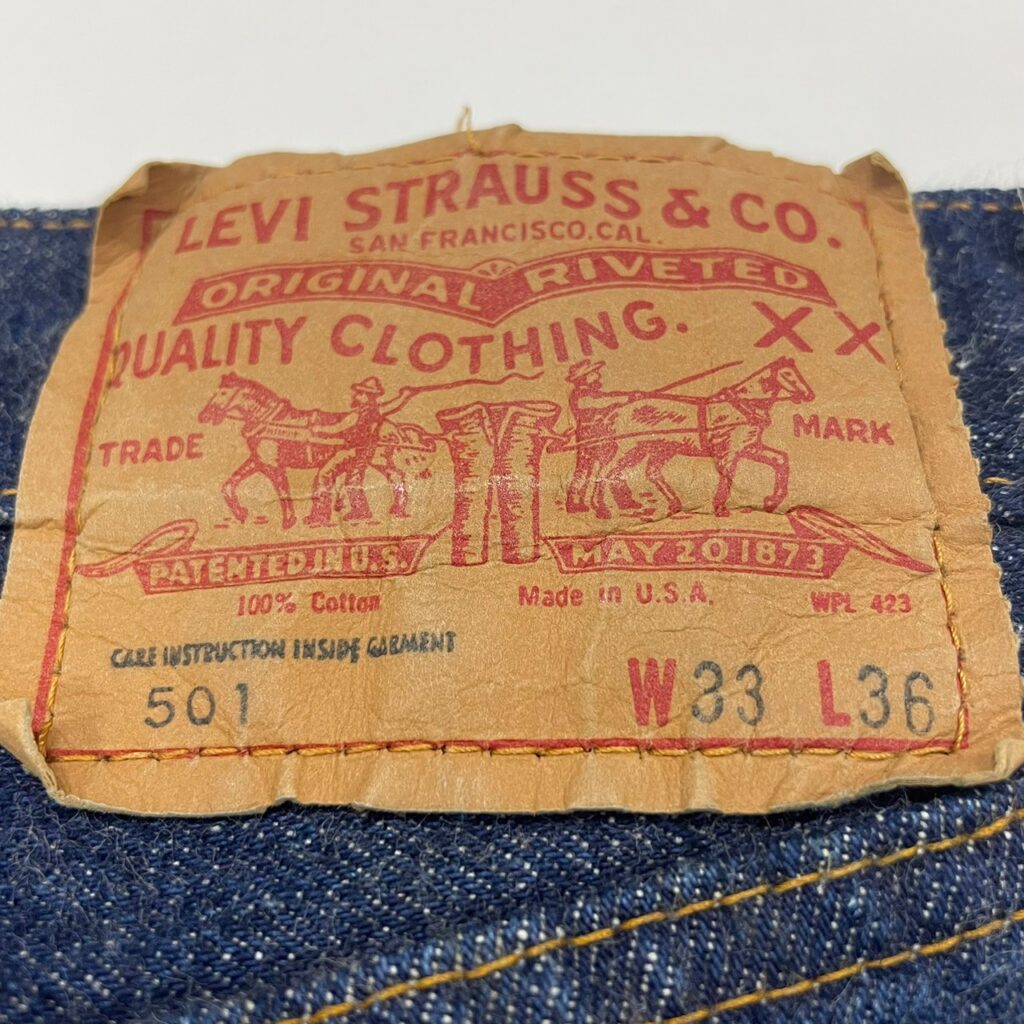 LEVI STRAUSS & CO.
SAN FRANCISCO.CAL.
ORIGINAL RIVETED
QUALITY CLOTHING. XX
TRADE MARK
PATENTED IN U.S. MAY 20 1873
100% Cotton Made in U.S.A. WPL 423
CARE INSTRUCTION INSIDE GARMENT
501 W33 L36